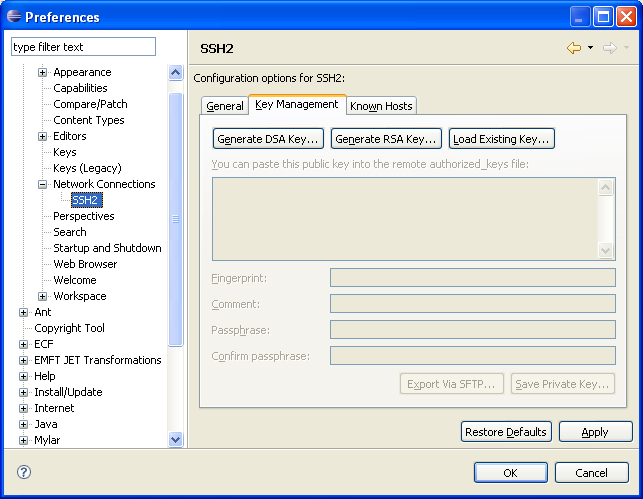 Preferences
type filter text
Appearance
Capabilities
Compare/Patch
Content Types
Editors
Keys
Keys (Legacy)
Network Connections
SSH2
Perspectives
Search
Startup and Shutdown
Web Browser
Welcome
Workspace
Ant
Copyright Tool
ECF
EMFT JET Transformations
Help
Install/Update
Internet
Java
Mylar
SSH2
Configuration options for SSH2:
General Key Management Known Hosts
Generate DSA Key... Generate RSA Key... Load Existing Key...
You can paste this public key into the remote authorized_keys file:
Fingerprint:
Comment:
Passphrase:
Confirm passphrase:
Export Via SFTP... Save Private Key...
Restore Defaults Apply
? OK Cancel